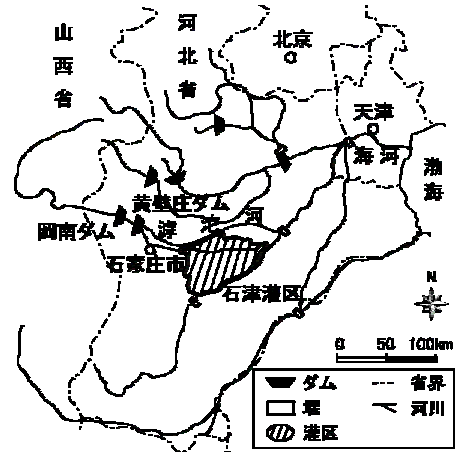 山西省
河北省
北京
天津
海河
渤海
黄壁庄ダム
滹沱河
岡南ダム
石家庄市
石津灌区
N
0 50 100km
ダム
省界
堰
河川
灌区